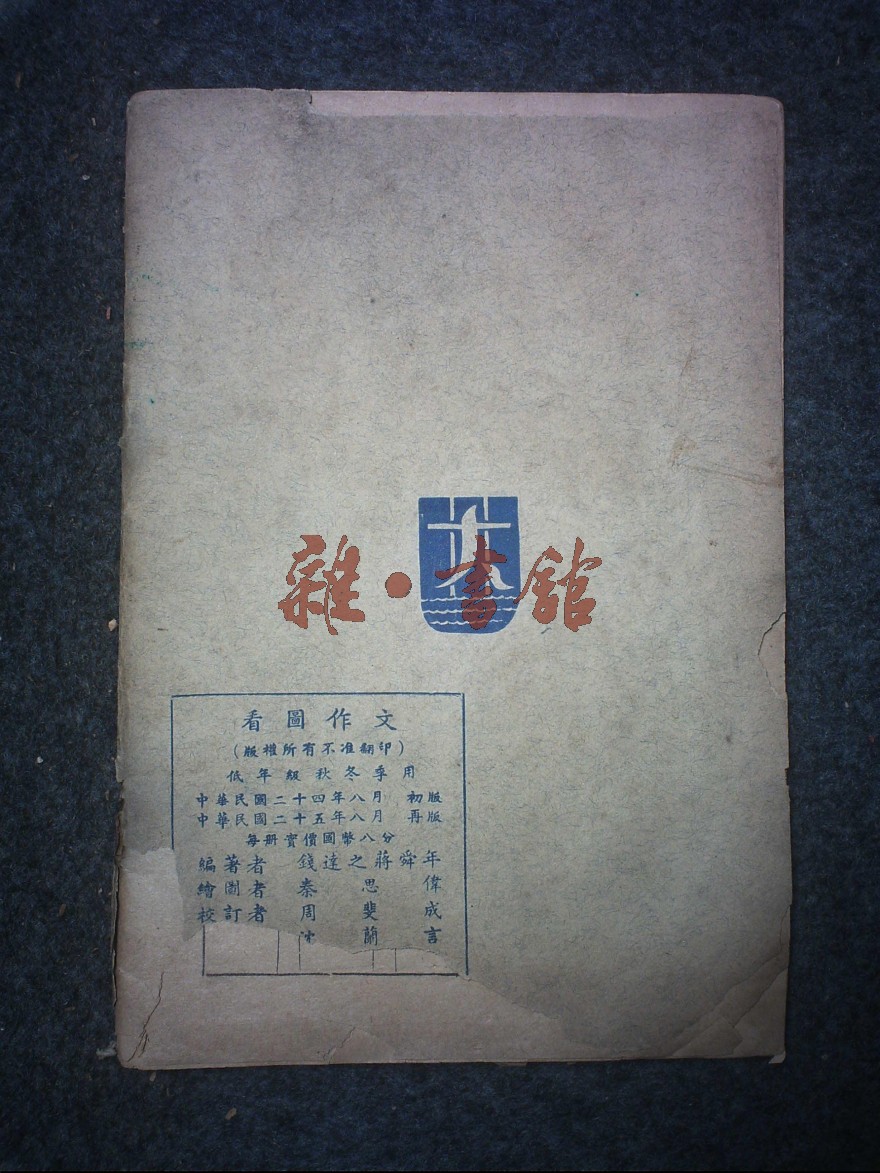 雜·書舘
看圖作文
(版權所有不准翻印)
低年級秋冬季用
中華民國二十四年八月 初版
中華民國二十五年八月 再版
每冊實價國幣八分
編著者 錢達之 蔣舜年
繪圖者 秦思偉
校訂者 周斐成
沈蘭言